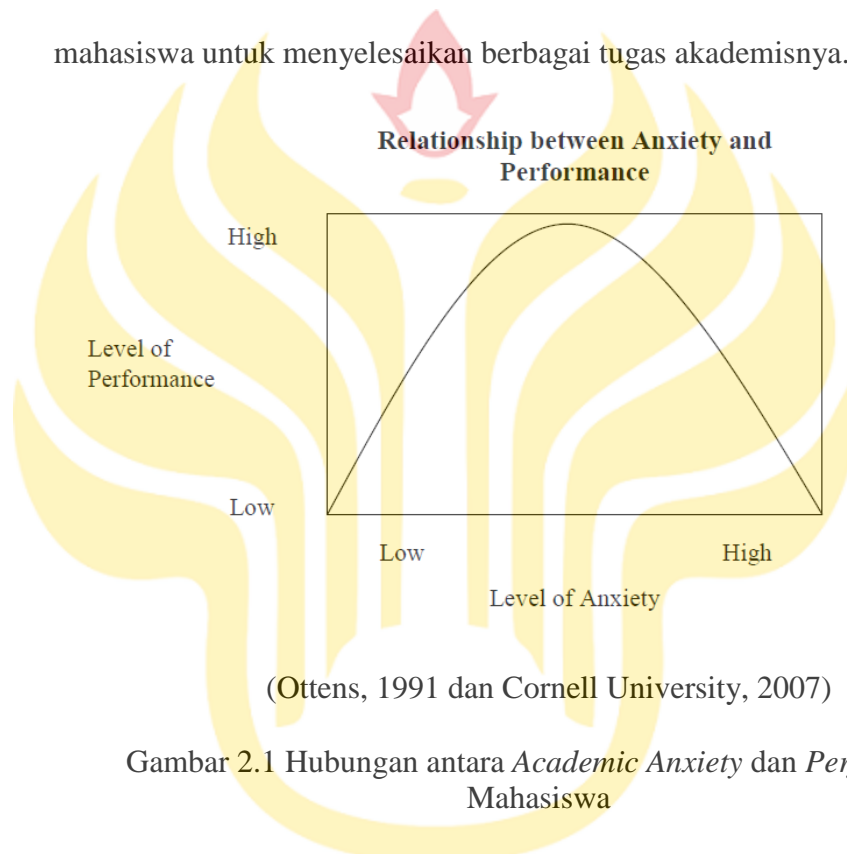 mahasiswa untuk menyelesaikan berbagai tugas akademisnya.
Relationship between Anxiety and
Performance
High
Level of
Performance
Low
Low High
Level of Anxiety
(Ottens, 1991 dan Cornell University, 2007)
Gambar 2.1 Hubungan antara Academic Anxiety dan
Mahasiswa